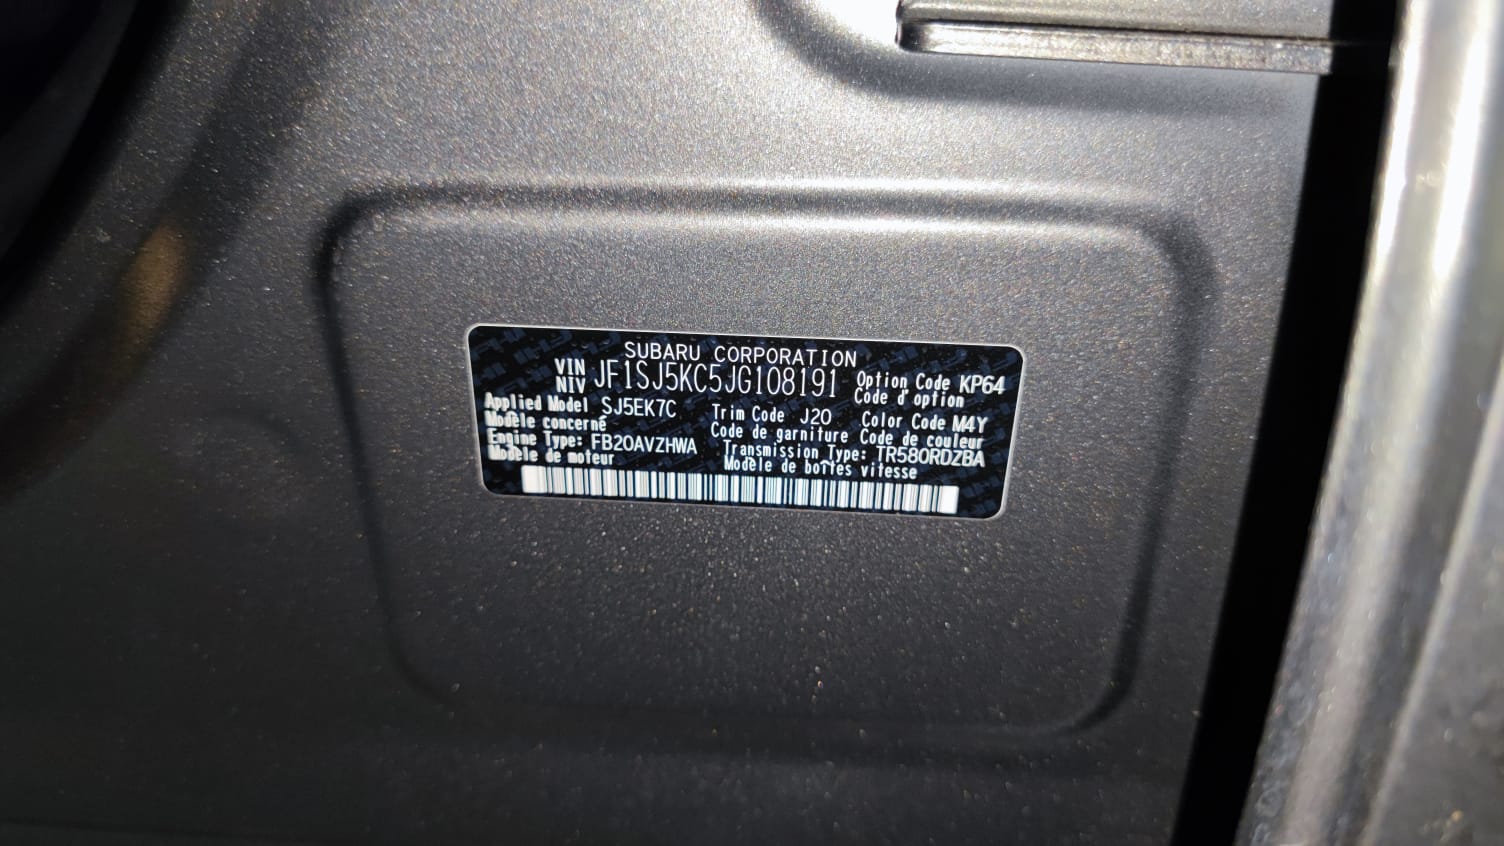 SUBARU CORPORATION
VIN
NIV JF1SJ5KC5JG108191
Option Code KP64
Code d'option
Applied Model SJ5EK7C Trim Code J20 Color Code M4Y
Modèle concerné Code de garniture Code de couleur
Engine Type: FB20AVZHWA Transmission Type: TR580RDZBA
Modèle de moteur Modèle de boîtes vitesse